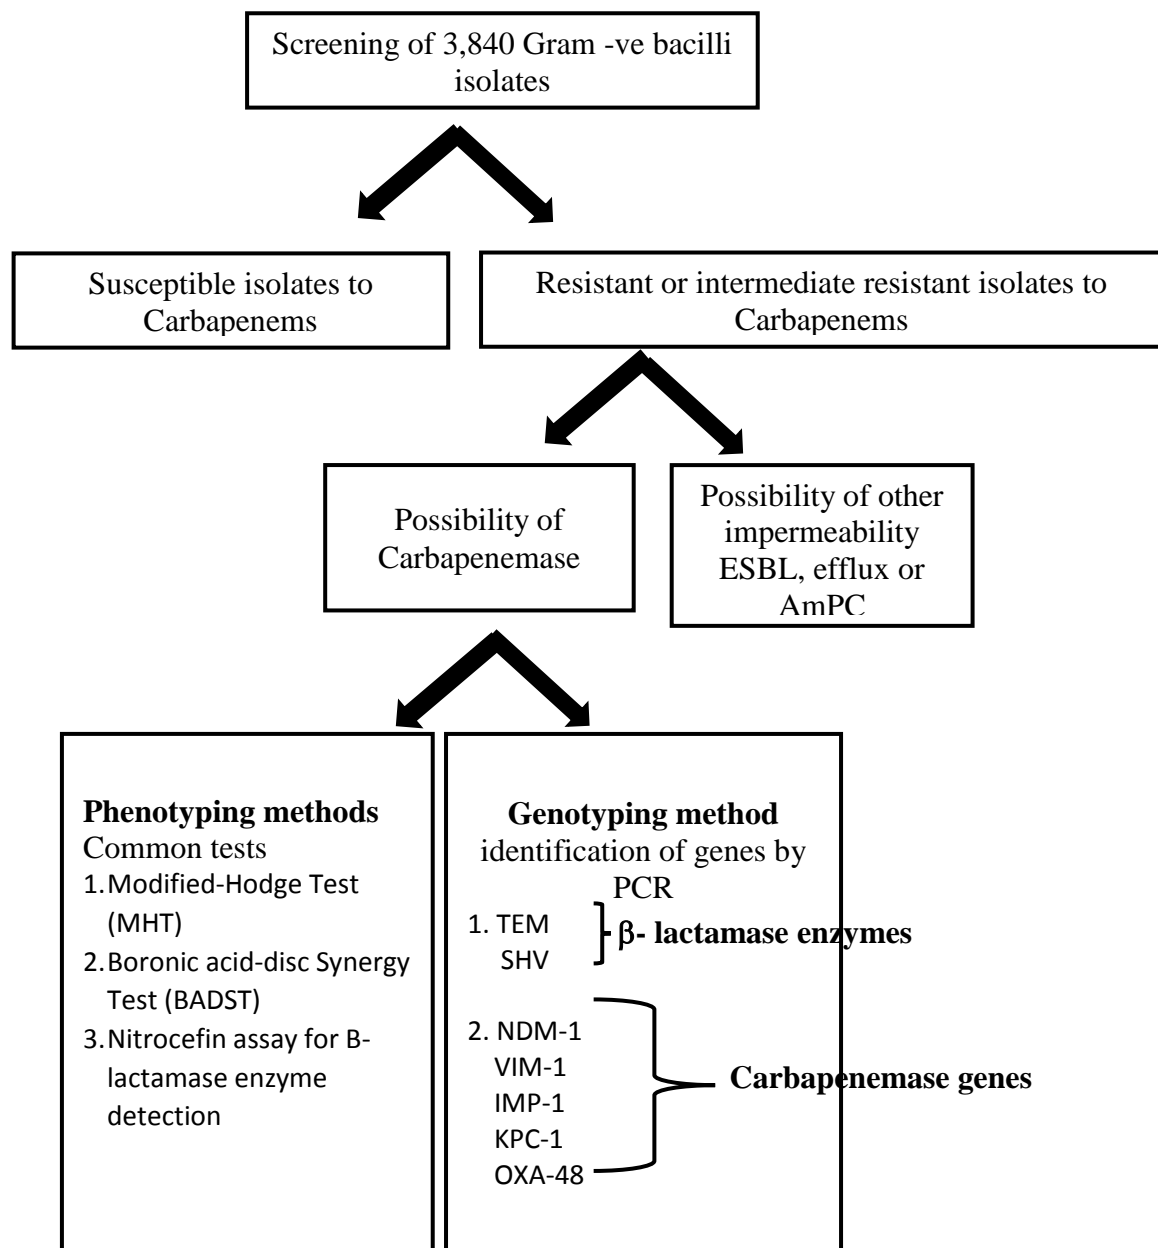 Screening of 3,840 Gram -ve bacilli
isolates
Susceptible isolates to
Carbapenems
Resistant or intermediate resistant isolates to
Carbapenems
Possibility of
Carbapenemase
Possibility of other
impermeability
ESBL, efflux or
AmPC
Phenotyping methods
Common tests
1. Modified-Hodge Test
(MHT)
2. Boronic acid-disc Synergy
Test (BADST)
3. Nitrocefin assay for B-
lactamase enzyme
detection
Genotyping method
identification of genes by
PCR
1. TEM
SHV
β- lactamase enzymes
2. NDM-1
VIM-1
IMP-1
KPC-1
OXA-48
Carbapenemase genes